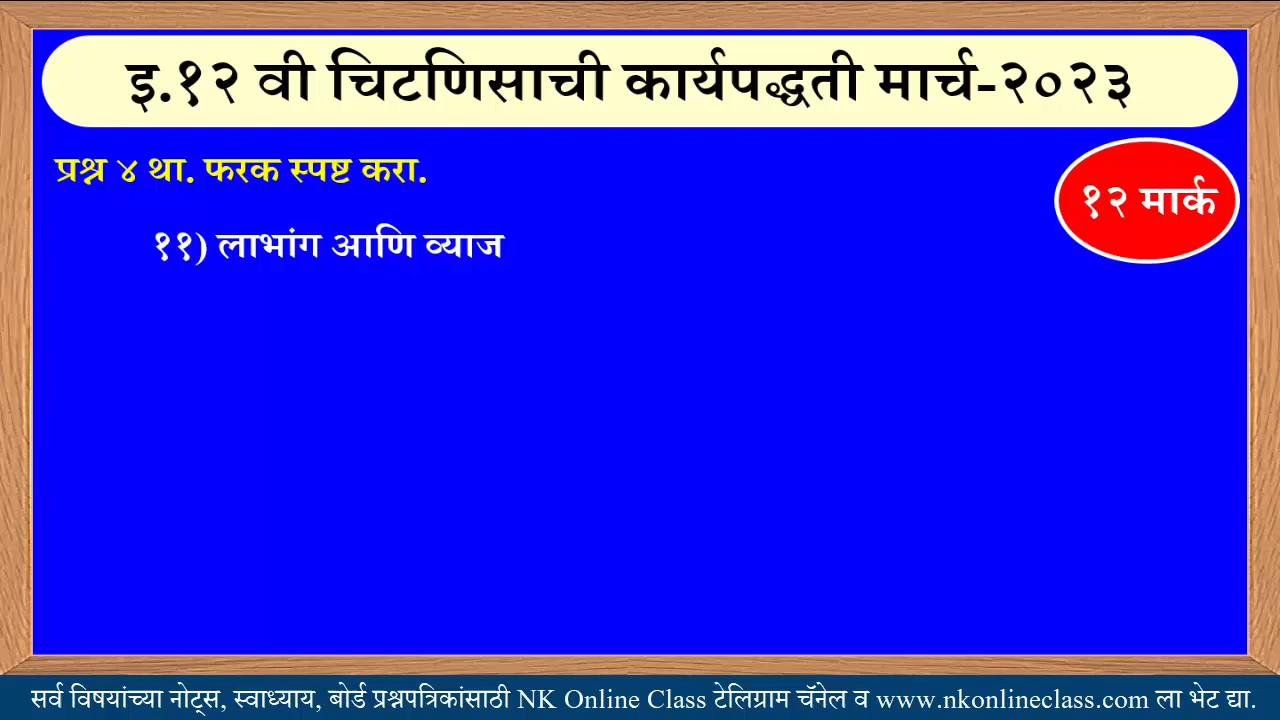 इ.१२ वी चिटणिसाची कार्यपद्धती मार्च-२०२३
प्रश्न ४ था. फरक स्पष्ट करा.
१२ मार्क
११) लाभांग आणि व्याज
सर्व विषयांच्या नोट्स, स्वाध्याय, बोर्ड प्रश्नपत्रिकांसाठी NK Online Class टेलिग्राम चॅनेल व www.nkonlineclass.com ला भेट द्या.